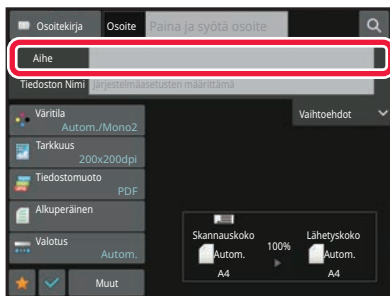 Osoitekirja Osoite Paina ja syötä osoite
Aihe
Tiedoston Nimi Järjestelmäasetusten määrittämä
Väritila
Autom./Mono2
Vaihtoehdot
Tarkkuus
200x200dpi
Tiedostomuoto
PDF
Alkuperäinen
Valotus
Autom.
Skannauskoko 100% Lähetyskoko
Autom. Autom.
A4 A4
Muut